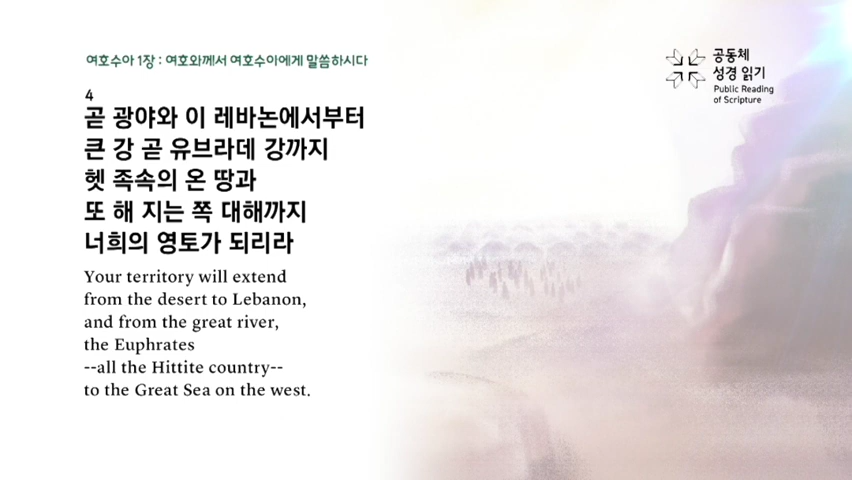 여호수아 1장 : 여호와께서 여호수아에게 말씀하시다
4
곧 광야와 이 레바논에서부터
큰 강 곧 유브라데 강까지
헷 족속의 온 땅과
또 해 지는 쪽 대해까지
너희의 영토가 되리라
Your territory will extend
from the desert to Lebanon,
and from the great river,
the Euphrates
--all the Hittite country--
to the Great Sea on the west.
공동체
성경 읽기
Public Reading
of Scripture